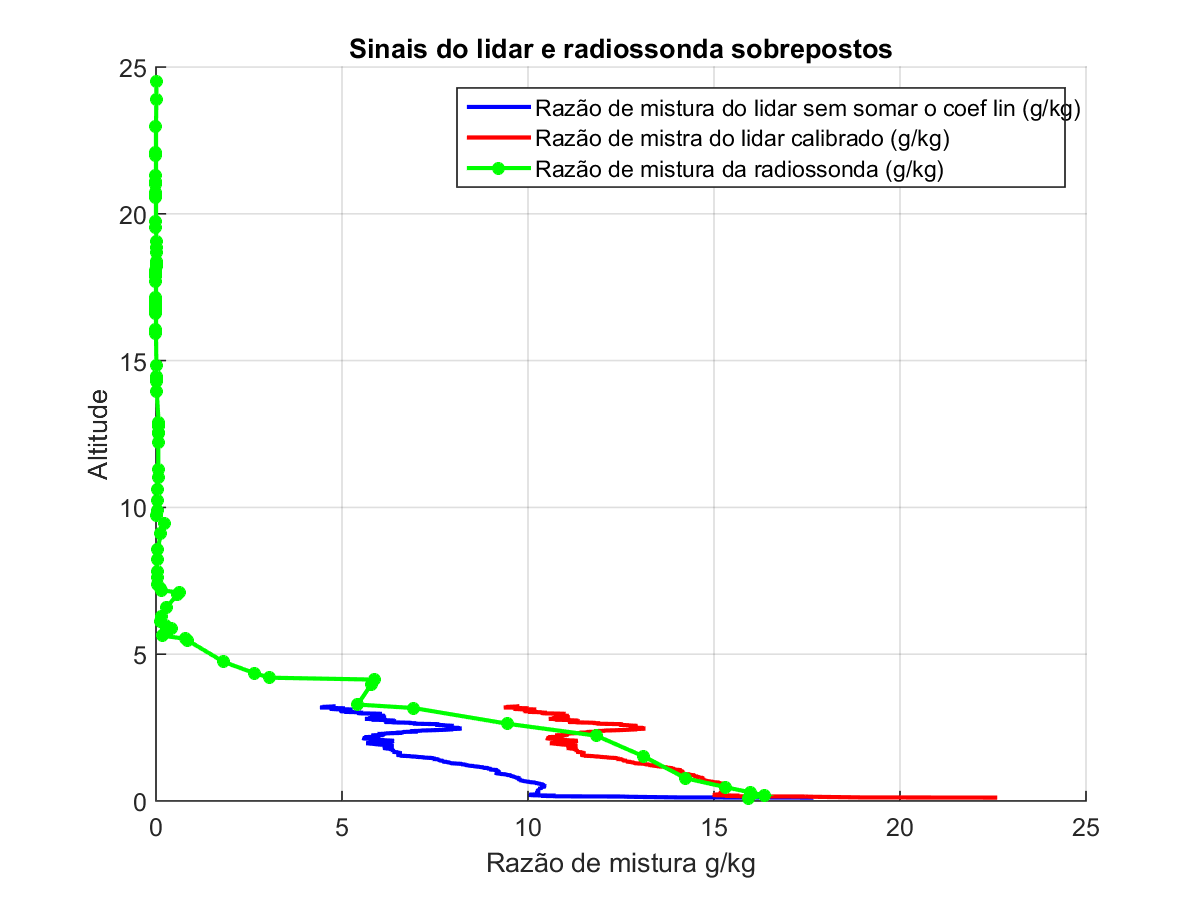 Sinais do lidar e radiossonda sobrepostos
25
Razão de mistura do lidar sem somar o coef lin (g/kg)
Razão de mistra do lidar calibrado (g/kg)
Razão de mistura da radiossonda (g/kg)
20
15
Altitude
10
5
0
0 5 10 15 20 25
Razão de mistura g/kg